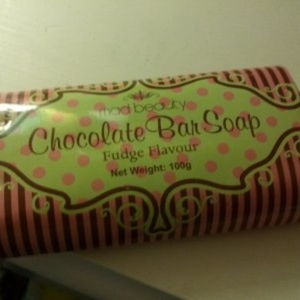 mad beauty
Chocolate Bar Soap
Fudge Flavour
Net Weight: 100g